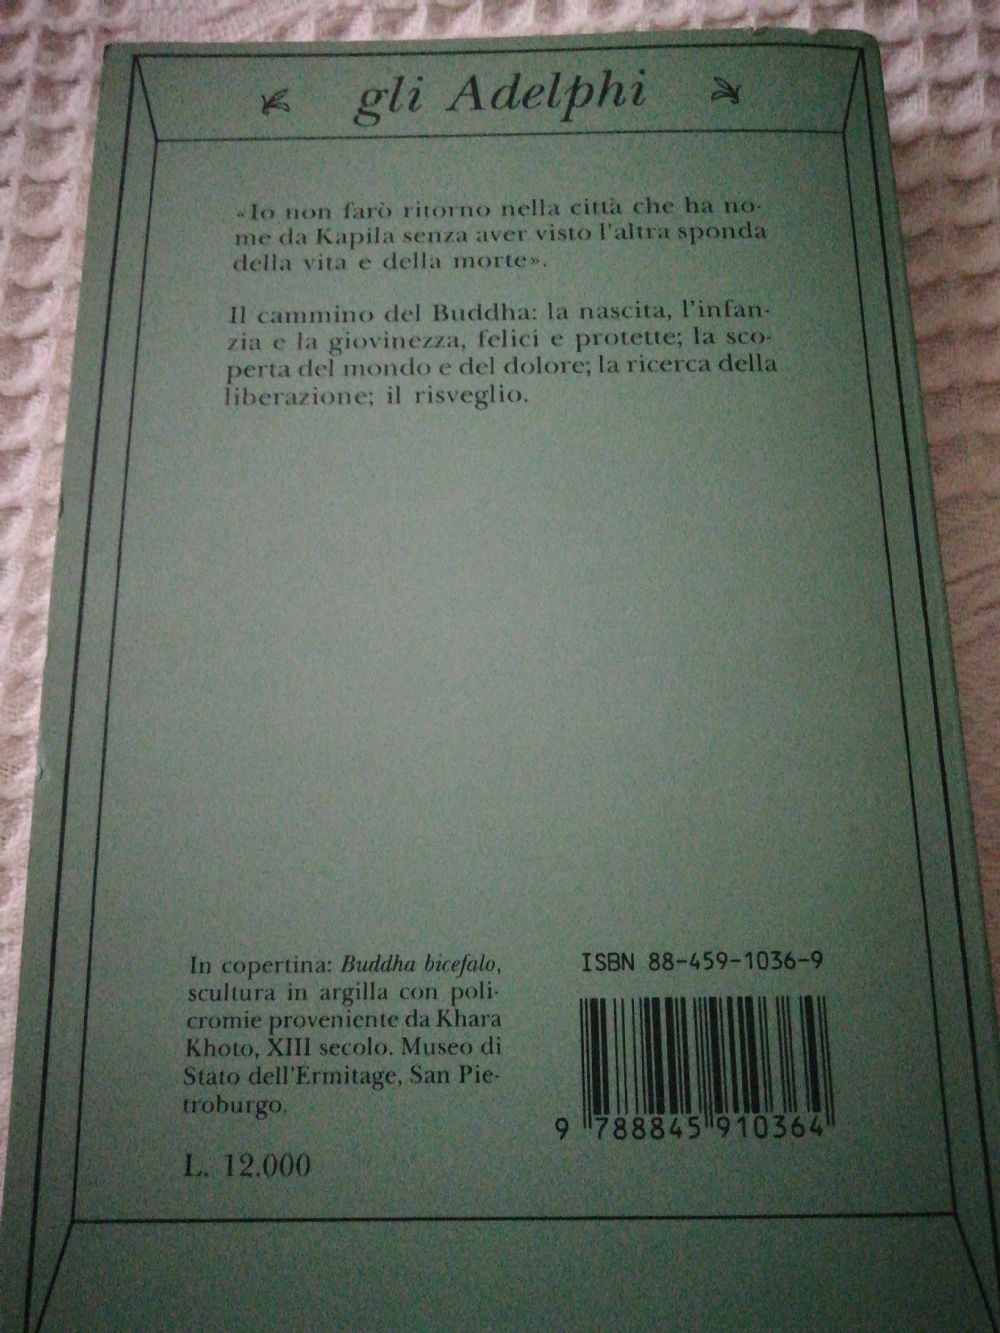 gli Adelphi
«Io non farò ritorno nella città che ha no-
me da Kapila senza aver visto l'altra sponda
della vita e della morte».
Il cammino del Buddha: la nascita, l'infan-
zia e la giovinezza, felici e protette; la sco-
perta del mondo e del dolore; la ricerca della
liberazione; il risveglio.
In copertina: Buddha bicefalo,
scultura in argilla con poli-
cromie proveniente da Khara
Khoto, XIII secolo. Museo di
Stato dell'Ermitage, San Pie-
troburgo.
L. 12.000
ISBN 88-459-1036-9
9 788845 910364